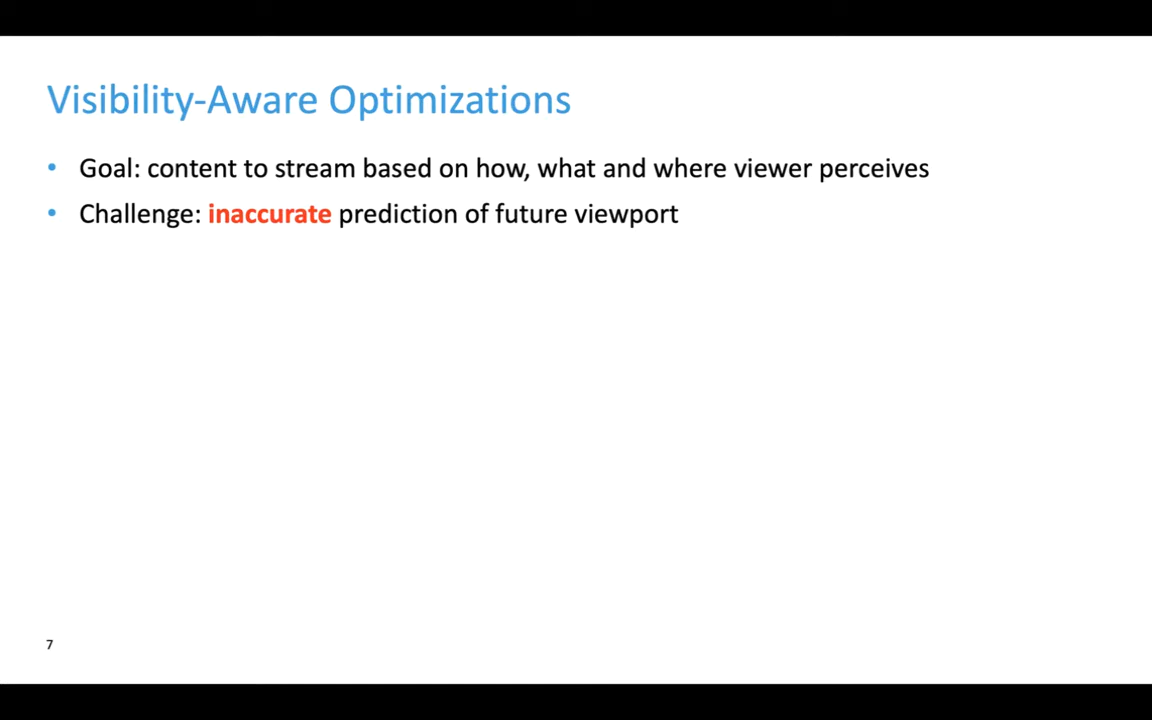 Visibility-Aware Optimizations
• Goal: content to stream based on how, what and where viewer perceives
• Challenge: inaccurate prediction of future viewport
7